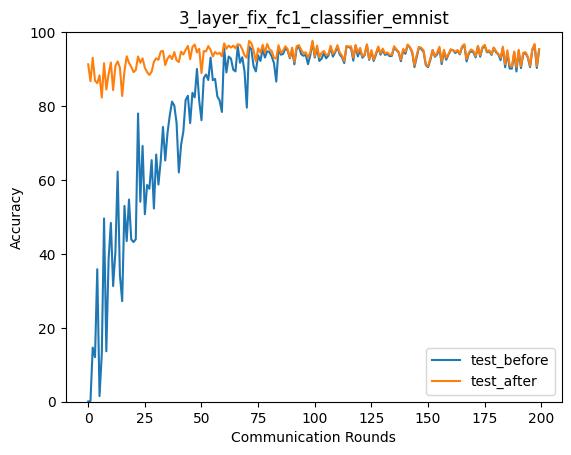 3_layer_fix_fc1_classifier_emnist
100
80
60
40
20
0
Accuracy
0 25 50 75 100 125 150 175 200
Communication Rounds
test_before
test_after